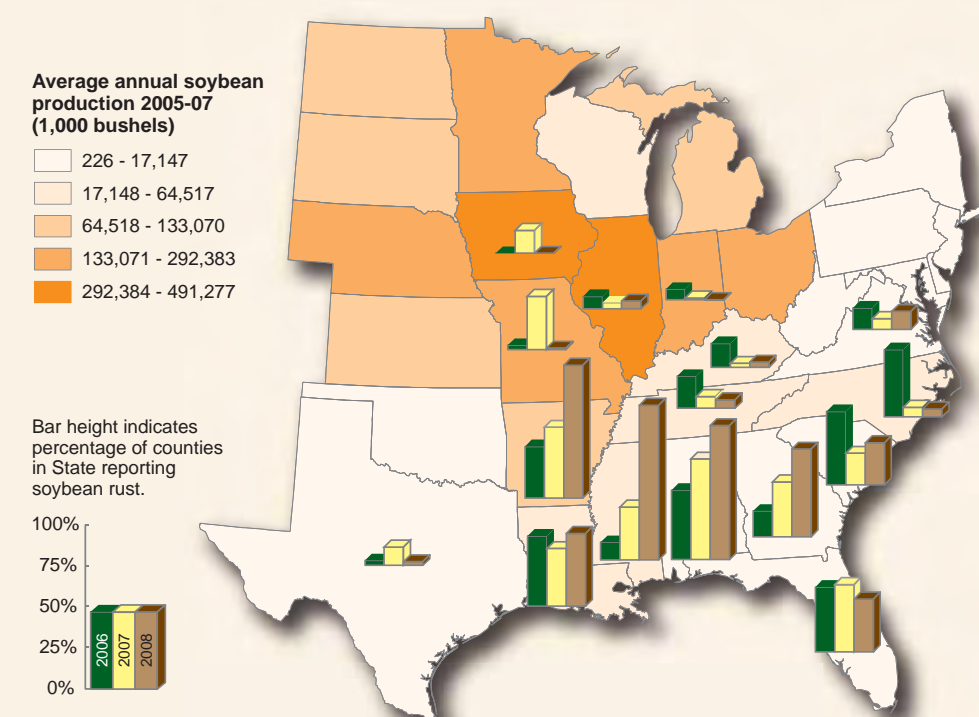 Average annual soybean
production 2005-07
(1,000 bushels)
226 - 17,147
17,148 - 64,517
64,518 - 133,070
133,071 - 292,383
292,384 - 491,277
Bar height indicates
percentage of counties
in State reporting
soybean rust.
100%
75%
50%
25%
0%
2006
2007
2008